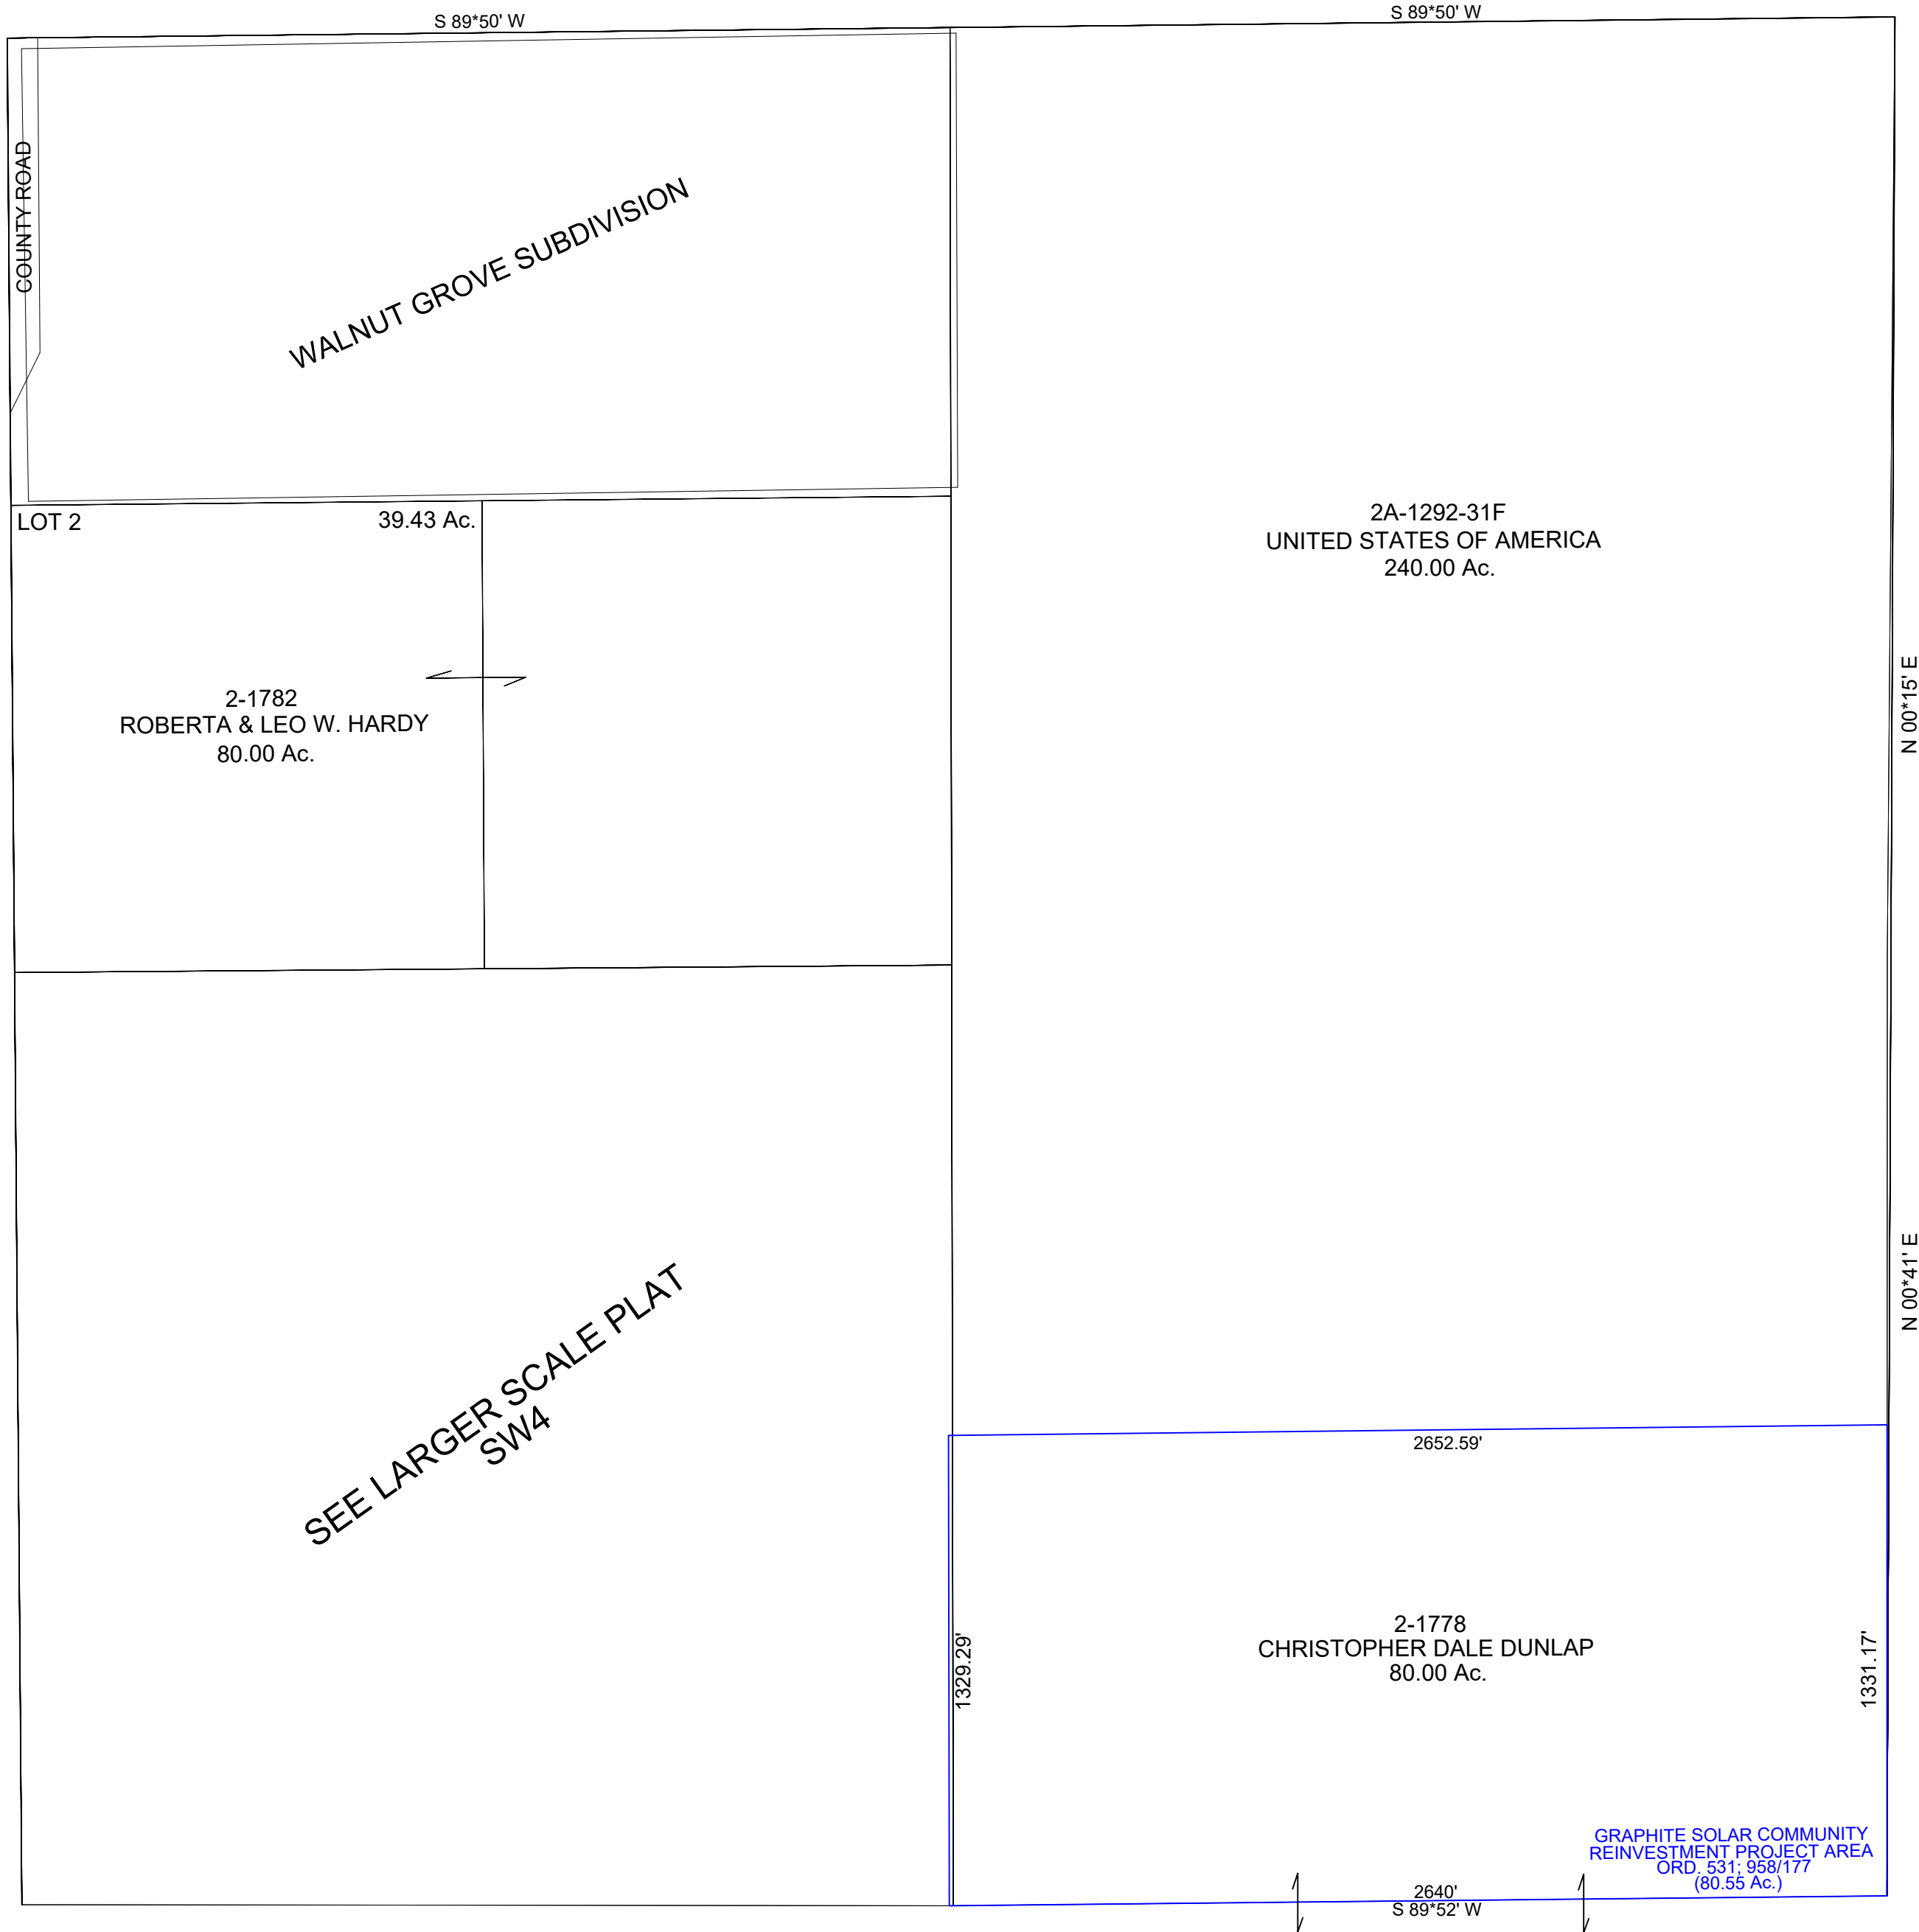 S 89*50' W
S 89*50' W
COUNTY ROAD
WALNUT GROVE SUBDIVISION
LOT 2
39.43 Ac.
2A-1292-31F
UNITED STATES OF AMERICA
240.00 Ac.
2-1782
ROBERTA & LEO W. HARDY
80.00 Ac.
N 00*15' E
N 00*41' E
SEE LARGER SCALE PLAT
SW4
2652.59'
1329.29'
2-1778
CHRISTOPHER DALE DUNLAP
80.00 Ac.
1331.17'
GRAPHITE SOLAR COMMUNITY
REINVESTMENT PROJECT AREA
ORD. 531; 958/177
(80.55 Ac.)
2640'
S 89*52' W